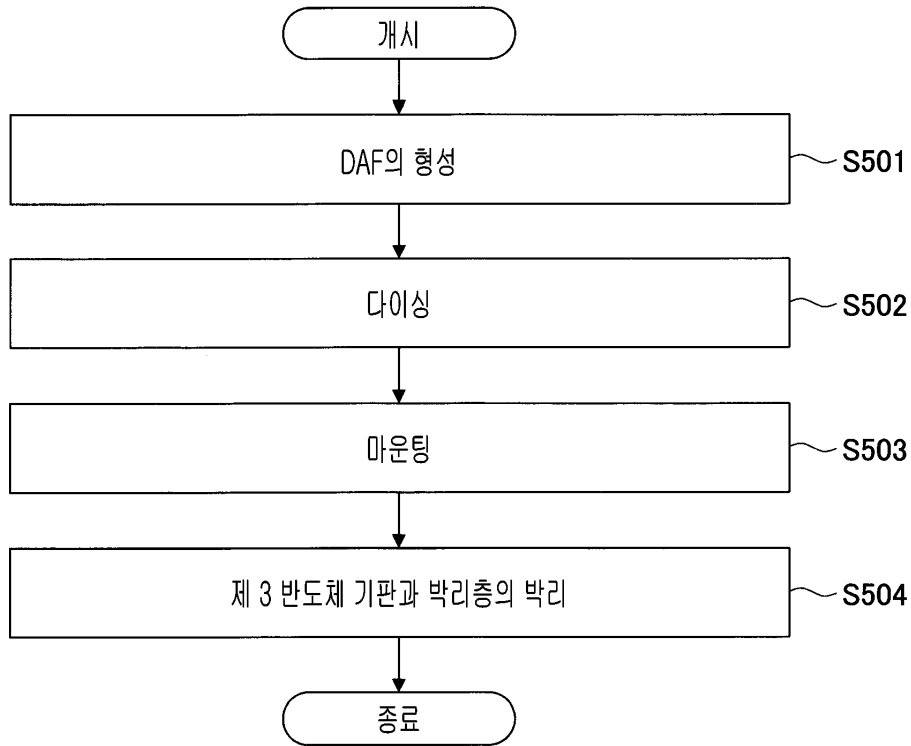 개시
DAF의 형성
S501
다이싱
S502
마운팅
S503
제 3 반도체 기판과 박리층의 박리
S504
종료